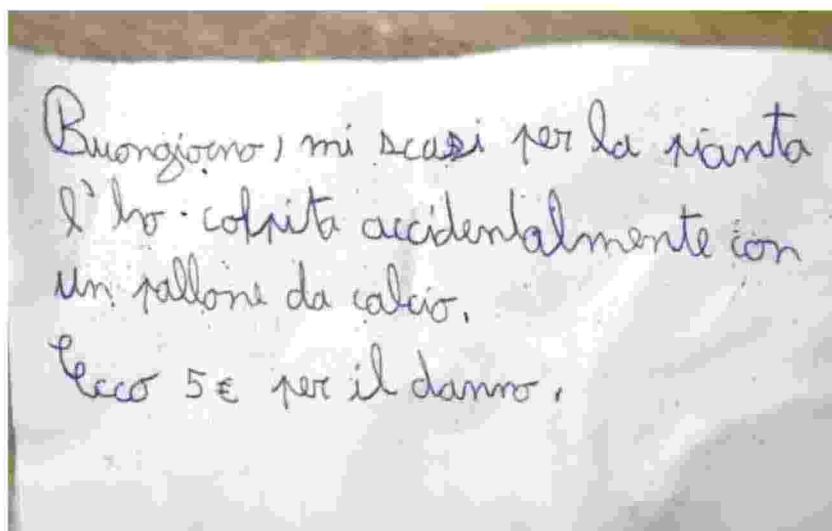 Buongiorno, mi scusi per la pianta
l'ho colpita accidentalmente con
un pallone da calcio.
Ecco 5€ per il danno.